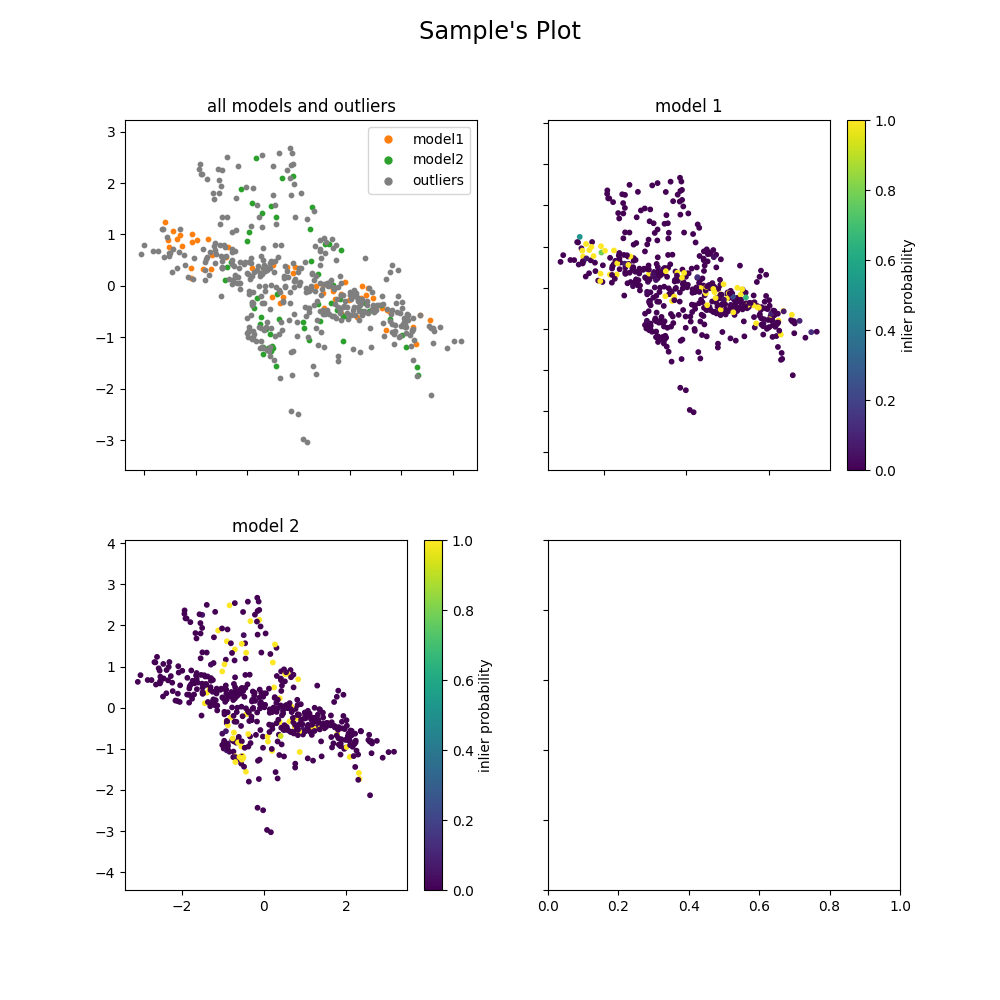 Sample's Plot
all models and outliers
3
2
1
0
−1
−2
−3
model1
model2
outliers
model 1
1.0
0.8
0.6
0.4
0.2
0.0
inlier probability
model 2
4
3
2
1
0
−1
−2
−3
−4
−2 0 2
1.0
0.8
0.6
0.4
0.2
0.0
inlier probability
0.0 0.2 0.4 0.6 0.8 1.0